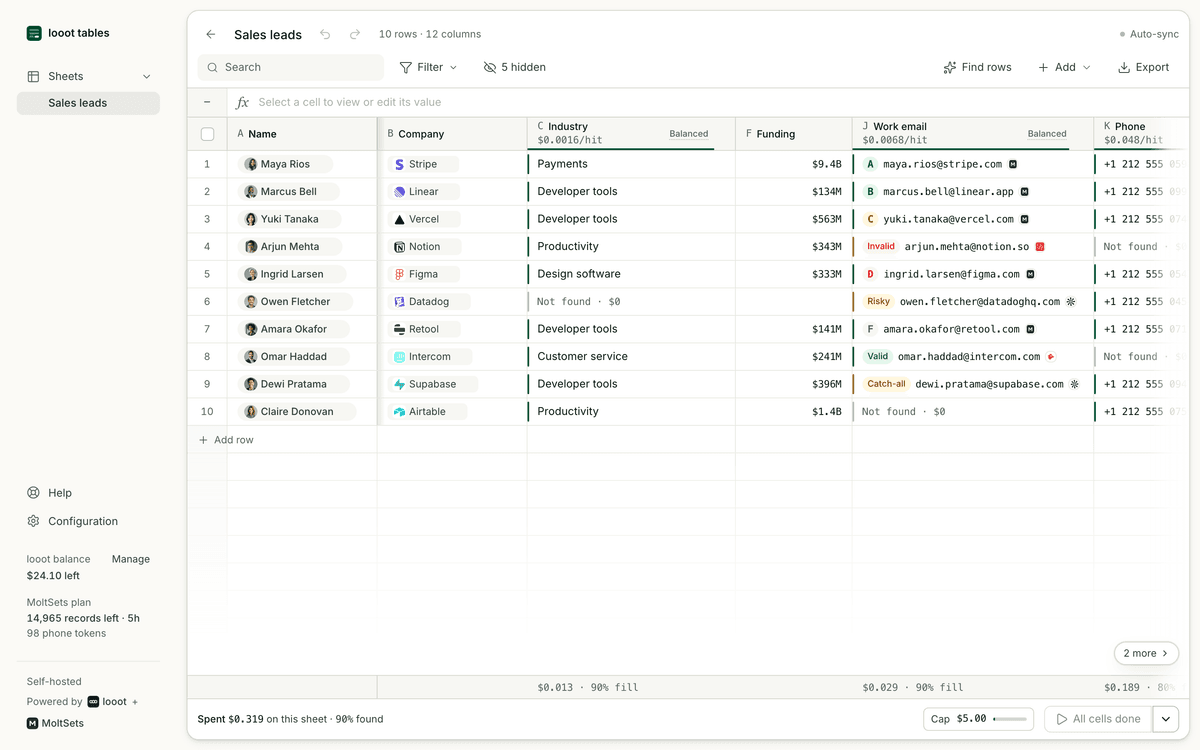 looot tables
Sheets
Sales leads
Help
Configuration
looot balance Manage
$24.10 left
MoltSets plan
14,965 records left · 5h
98 phone tokens
Self-hosted
Powered by looot +
MoltSets
Sales leads 10 rows · 12 columns Auto-sync
Search Filter 5 hidden Find rows + Add Export
− fx Select a cell to view or edit its value
A Name B Company C Industry $0.0016/hit Balanced F Funding J Work email $0.0068/hit Balanced K Phone $0.048/hit
1 Maya Rios Stripe Payments $9.4B A maya.rios@stripe.com +1 212 555
2 Marcus Bell Linear Developer tools $134M B marcus.bell@linear.app +1 212 555
3 Yuki Tanaka Vercel Developer tools $563M C yuki.tanaka@vercel.com +1 212 555
4 Arjun Mehta Notion Productivity $343M Invalid arjun.mehta@notion.so Not found ·
5 Ingrid Larsen Figma Design software $333M D ingrid.larsen@figma.com +1 212 555
6 Owen Fletcher Datadog Not found · $0 Risky owen.fletcher@datadoghq.com +1 212 555
7 Amara Okafor Retool Developer tools $141M F amara.okafor@retool.com +1 212 555
8 Omar Haddad Intercom Customer service $241M Valid omar.haddad@intercom.com Not found ·
9 Dewi Pratama Supabase Developer tools $396M Catch-all dewi.pratama@supabase.com +1 212 555
10 Claire Donovan Airtable Productivity $1.4B Not found · $0 +1 212 555
+ Add row
2 more
$0.013 · 90% fill $0.029 · 90% fill $0.189 · 80%
Spent $0.319 on this sheet · 90% found Cap $5.00 All cells done